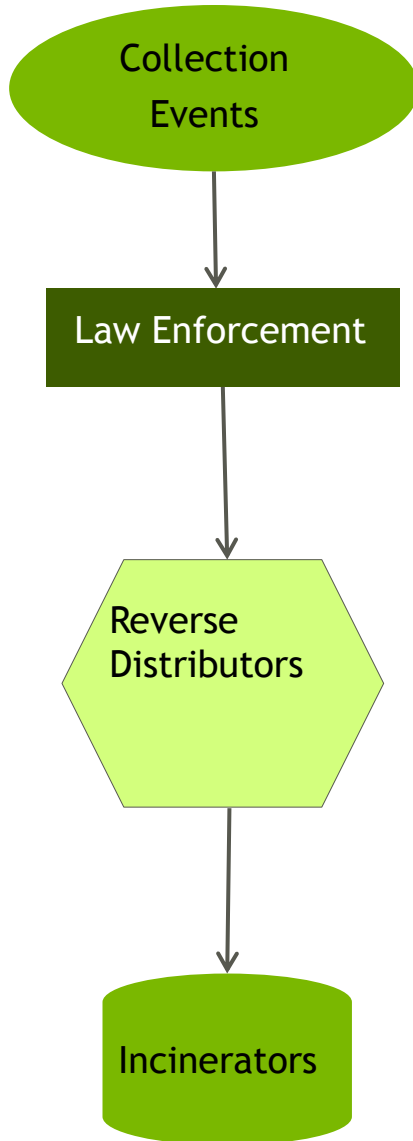 Collection
Events
Law Enforcement
Reverse
Distributors
Incinerators